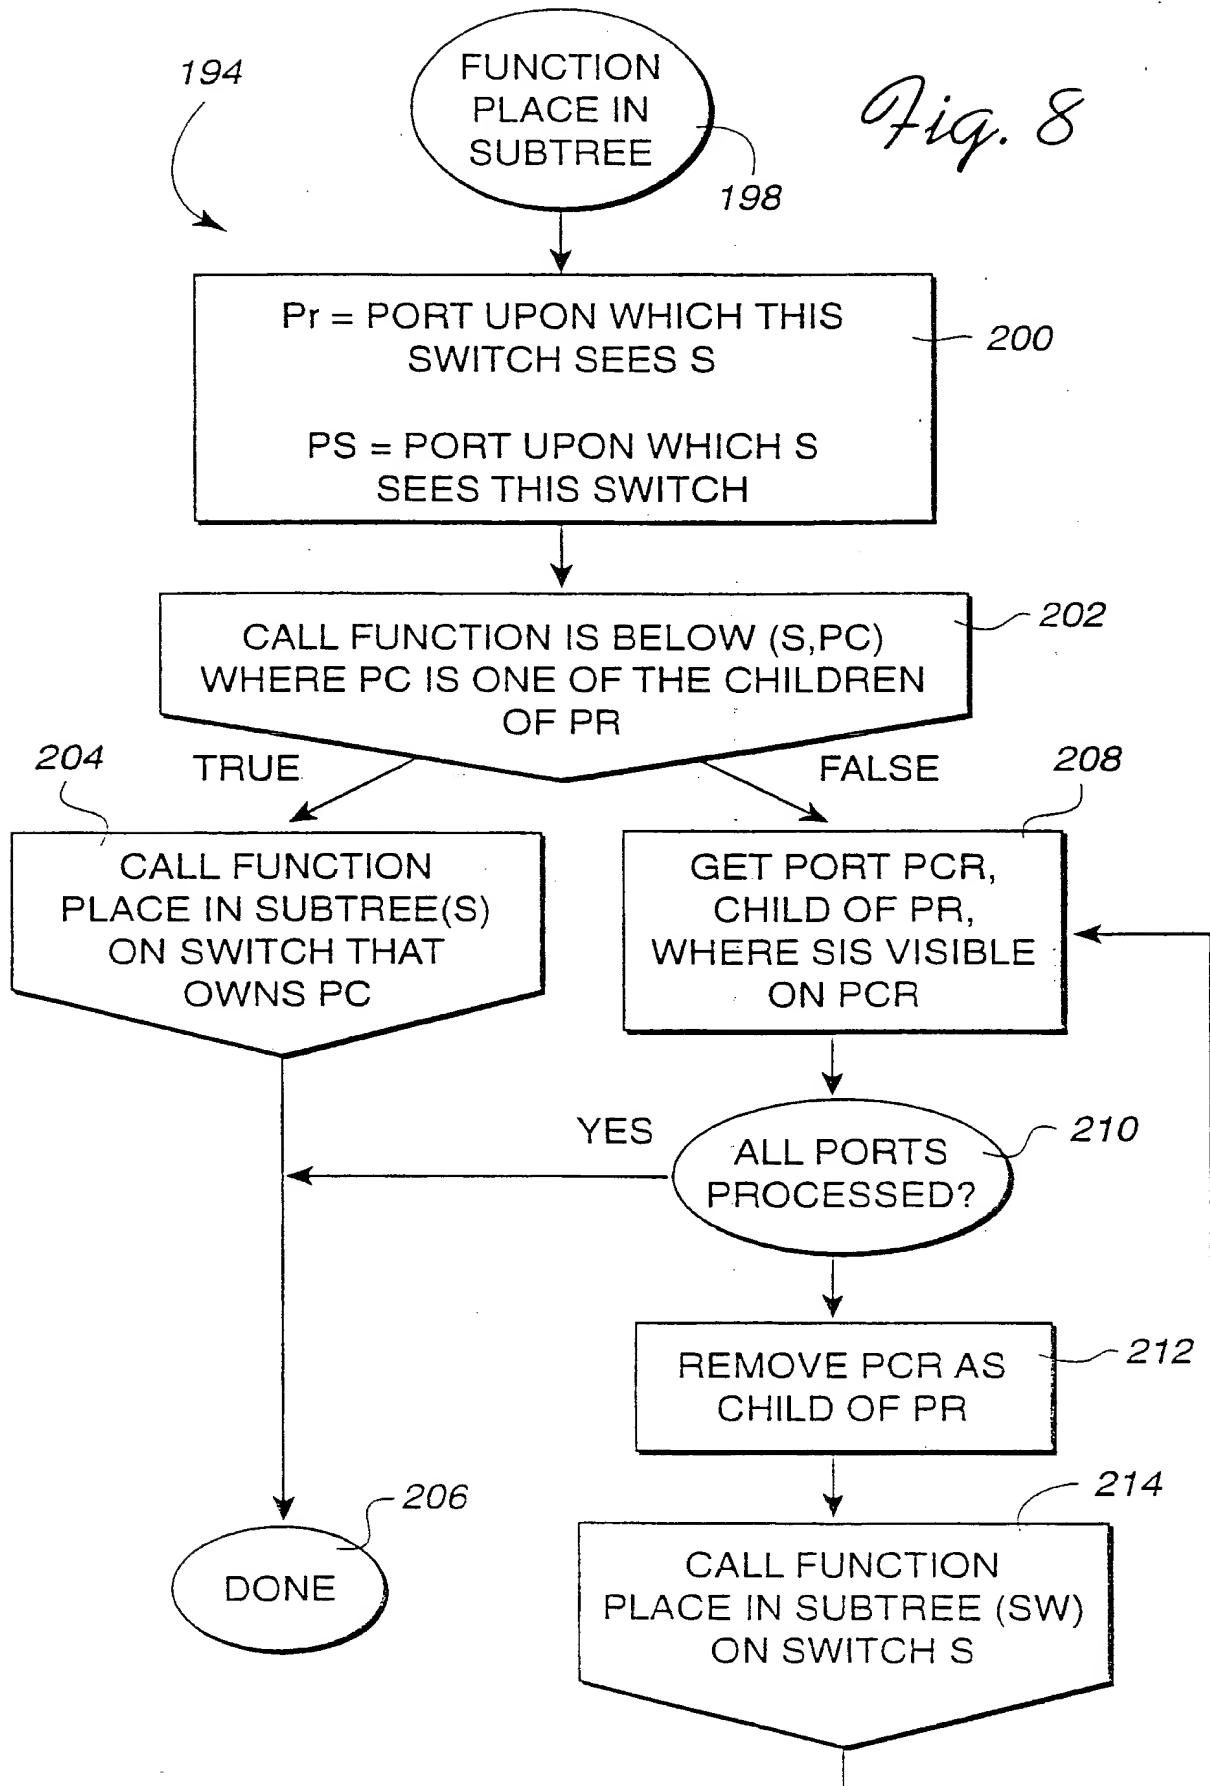 194
FUNCTION
PLACE IN
SUBTREE
Fig. 8
198
Pr = PORT UPON WHICH THIS
SWITCH SEES S
PS = PORT UPON WHICH S
SEES THIS SWITCH
200
CALL FUNCTION IS BELOW (S,PC)
WHERE PC IS ONE OF THE CHILDREN
OF PR
202
TRUE
FALSE
204
CALL FUNCTION
PLACE IN SUBTREE(S)
ON SWITCH THAT
OWNS PC
208
GET PORT PCR,
CHILD OF PR,
WHERE SIS VISIBLE
ON PCR
YES
ALL PORTS
PROCESSED?
210
REMOVE PCR AS
CHILD OF PR
212
206
DONE
214
CALL FUNCTION
PLACE IN SUBTREE (SW)
ON SWITCH S